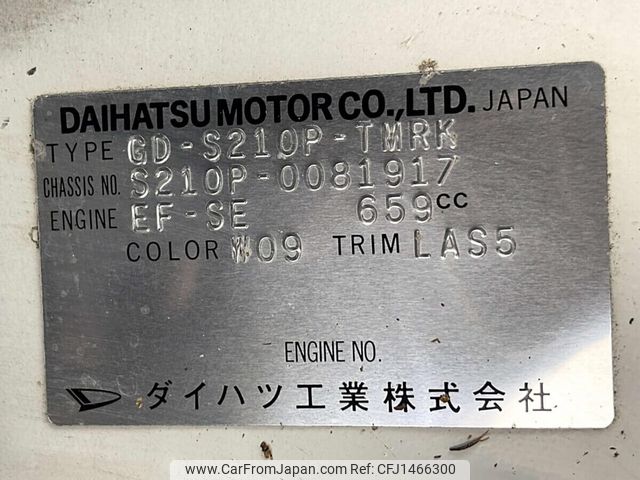 DAIHATSU MOTOR CO.,LTD. JAPAN
TYPE GD-S210P-TMRK
CHASSIS NO. S210P-0081917
ENGINE EF-SE 659CC
COLOR W09 TRIM LAS5
ENGINE NO.
ダイハツ工業株式会社
www.CarFromJapan.com CFJ1466300